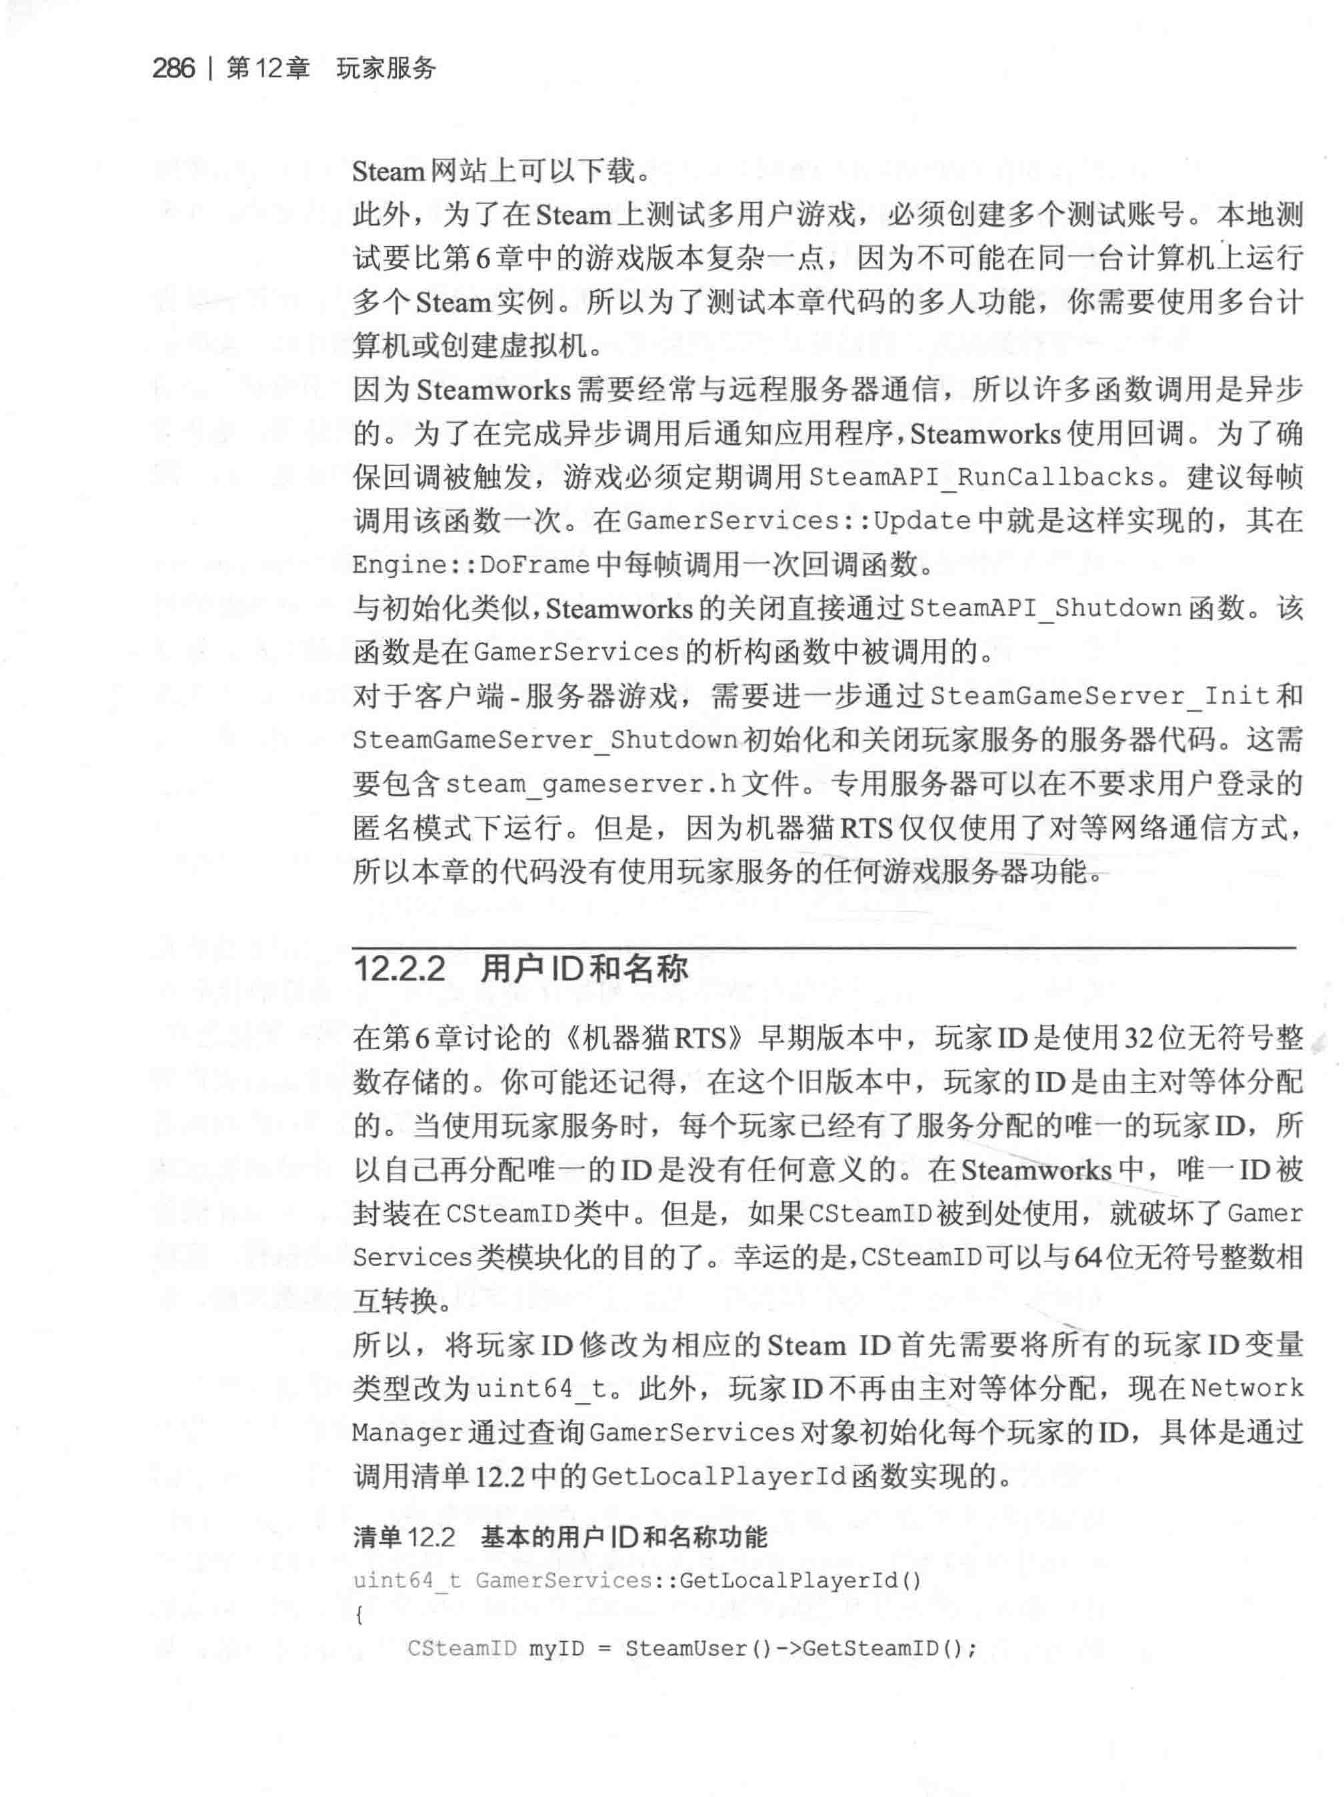 286 | 第12章 玩家服务
Steam网站上可以下载。
此外，为了在Steam上测试多用户游戏，必须创建多个测试账号。本地测
试要比第6章中的游戏版本复杂一点，因为不可能在同一台计算机上运行
多个Steam实例。所以为了测试本章代码的多人功能，你需要使用多台计
算机或创建虚拟机。
因为Steamworks需要经常与远程服务器通信，所以许多函数调用是异步
的。为了在完成异步调用后通知应用程序，Steamworks使用回调。为了确
保回调被触发，游戏必须定期调用SteamAPI_RunCallbacks。建议每帧
调用该函数一次。在GamerServices::Update中就是这样实现的，其在
Engine::DoFrame中每帧调用一次回调函数。
与初始化类似，Steamworks的关闭直接通过SteamAPI_Shutdown函数。该
函数是在GamerServices的析构函数中被调用的。
对于客户端-服务器游戏，需要进一步通过SteamGameServer_Init和
SteamGameServer_Shutdown初始化和关闭玩家服务的服务器代码。这需
要包含steam_gameserver.h文件。专用服务器可以在不要求用户登录的
匿名模式下运行。但是，因为机器猫RTS仅仅使用了对等网络通信方式，
所以本章的代码没有使用玩家服务的任何游戏服务器功能。
12.2.2 用户ID和名称
在第6章讨论的《机器猫RTS》早期版本中，玩家ID是使用32位无符号整
数存储的。你可能还记得，在这个旧版本中，玩家的ID是由主对等体分配
的。当使用玩家服务时，每个玩家已经有了服务分配的唯一的玩家ID，所
以自己再分配唯一的ID是没有任何意义的。在Steamworks中，唯一ID被
封装在CSteamID类中。但是，如果CSteamID被到处使用，就破坏了Gamer
Services类模块化的目的了。幸运的是，CSteamID可以与64位无符号整数相
互转换。
所以，将玩家ID修改为相应的Steam ID首先需要将所有的玩家ID变量
类型改为uint64_t。此外，玩家ID不再由主对等体分配，现在Network
Manager通过查询GamerServices对象初始化每个玩家的ID，具体是通过
调用清单12.2中的GetLocalPlayerId函数实现的。
清单12.2 基本的用户ID和名称功能
uint64_t GamerServices::GetLocalPlayerId()
{
CSteamID myID = SteamUser()->GetSteamID();